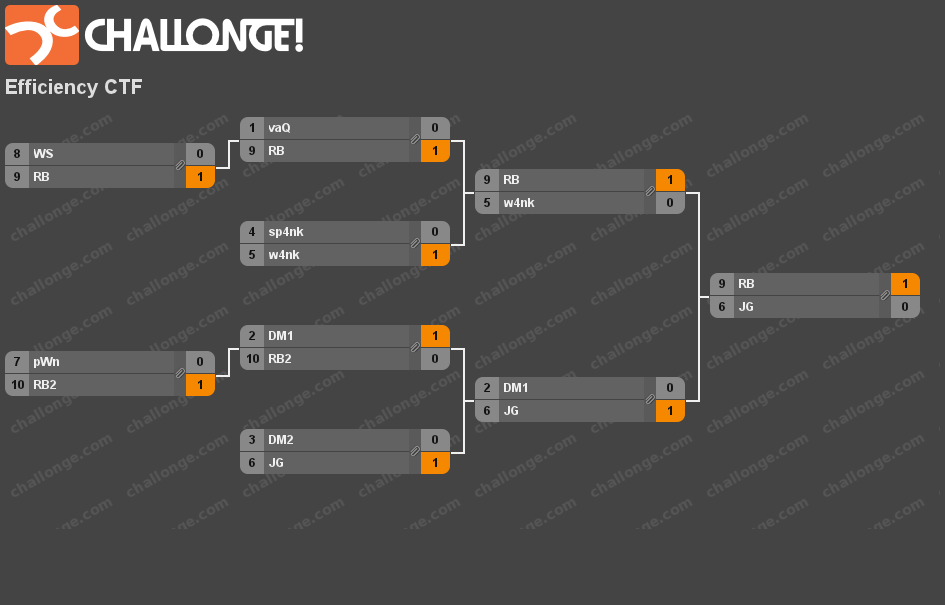 CHALLONGE!
Efficiency CTF
8 WS 0
9 RB 1
7 pWn 0
10 RB2 1
1 vaQ 0
9 RB 1
4 sp4nk 0
5 w4nk 1
2 DM1 1
10 RB2 0
3 DM2 0
6 JG 1
9 RB 1
5 w4nk 0
2 DM1 0
6 JG 1
9 RB 1
6 JG 0
challonge.com